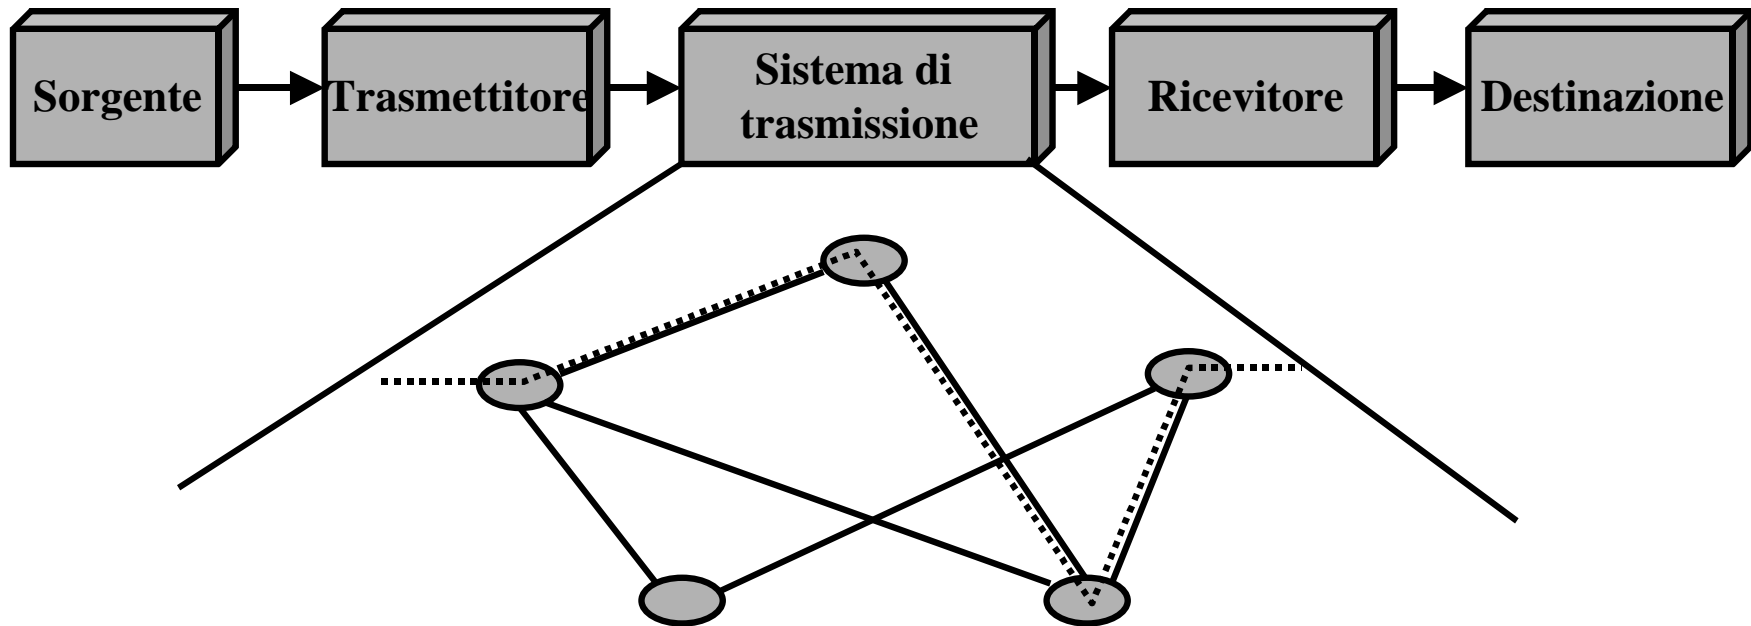 Sorgente
Trasmettitore
Sistema di
trasmissione
Ricevitore
Destinazione